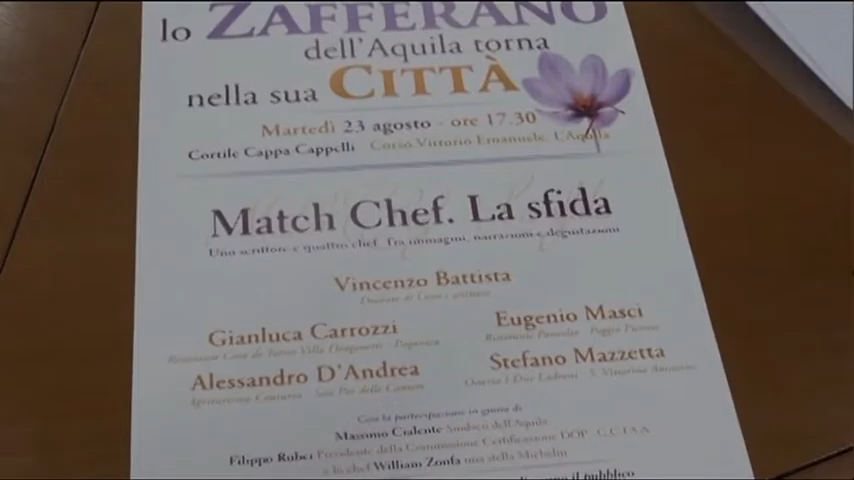 lo ZAFFERANO
dell'Aquila torna
nella sua CITTÀ
Martedì 23 agosto - ore 17.30
Cortile Cappa Cappelli Corso Vittorio Emanuele, L'Aquila
Match Chef. La sfida
Uno scrittore e quattro chef. Tra immagini, narrazioni e degustazioni
Vincenzo Battista
Gianluca Carrozzi
Eugenio Masci
Alessandro D'Andrea
Stefano Mazzetta
Con la partecipazione in giuria di
Massimo Cialente Sindaco dell'Aquila
Filippo Rubei Presidente della Commissione Certificazione DOP - C.C.I.A.A
e lo chef William Zonfa una stella Michelin
il pubblico